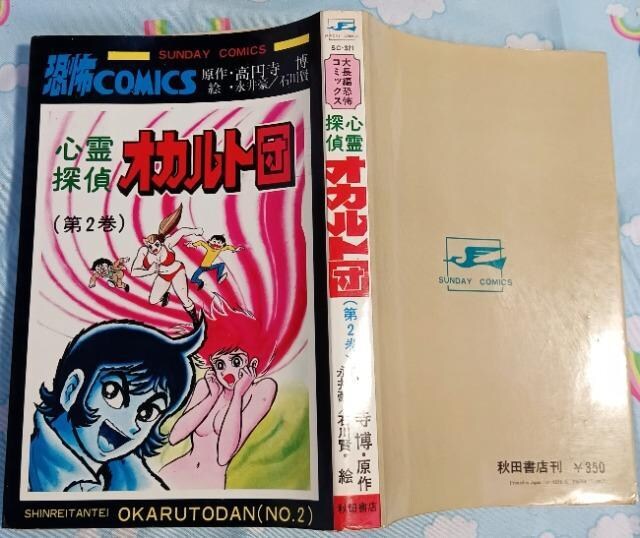 SUNDAY COMICS
恐怖COMICS
原作・高円寺 博
絵・永井豪/石川賢
心霊
探偵
オカルト団
(第2巻)
SHINREITANTEI OKARUTODAN(NO.2)
SC-371
大長編恐怖
コミックス
心霊
探偵
オカルト団
(第2巻
永井豪/石川賢・絵
寺 博・原作
秋田書店
SUNDAY COMICS
秋田書店刊 ¥350